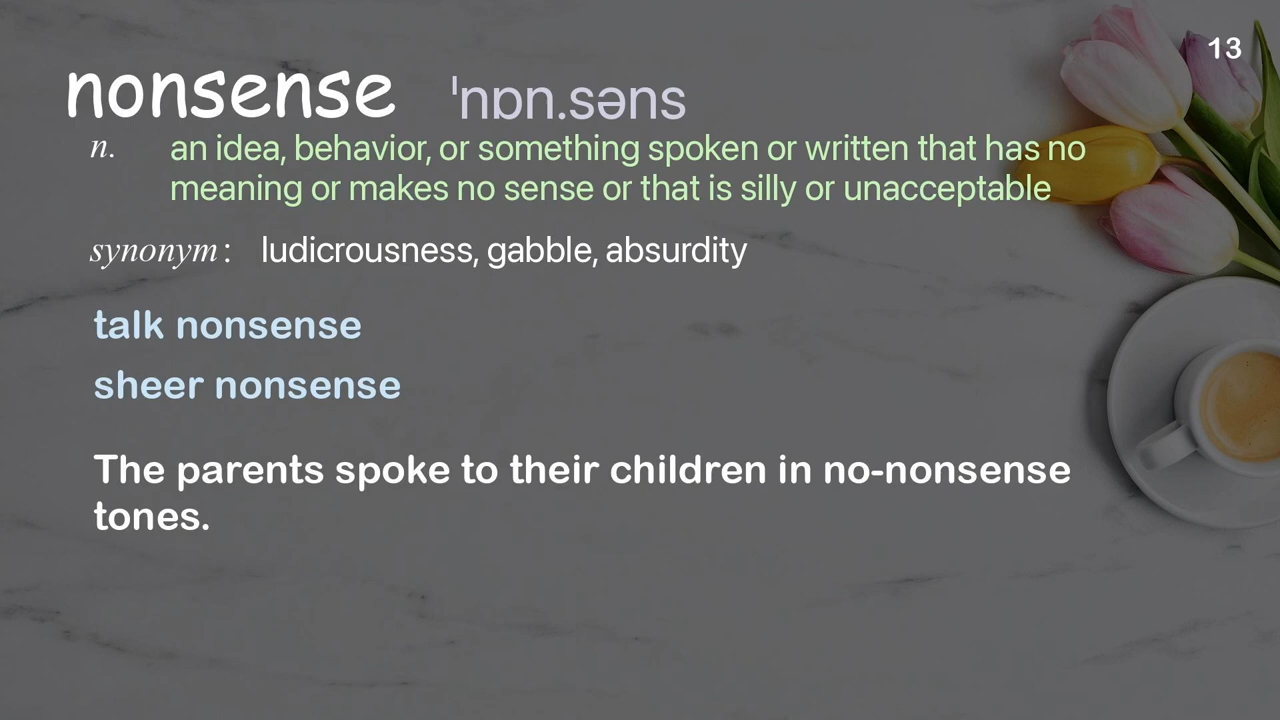 13
nonsense ˈnɒn.səns
n. an idea, behavior, or something spoken or written that has no
meaning or makes no sense or that is silly or unacceptable
synonym: ludicrousness, gabble, absurdity
talk nonsense
sheer nonsense
The parents spoke to their children in no-nonsense
tones.